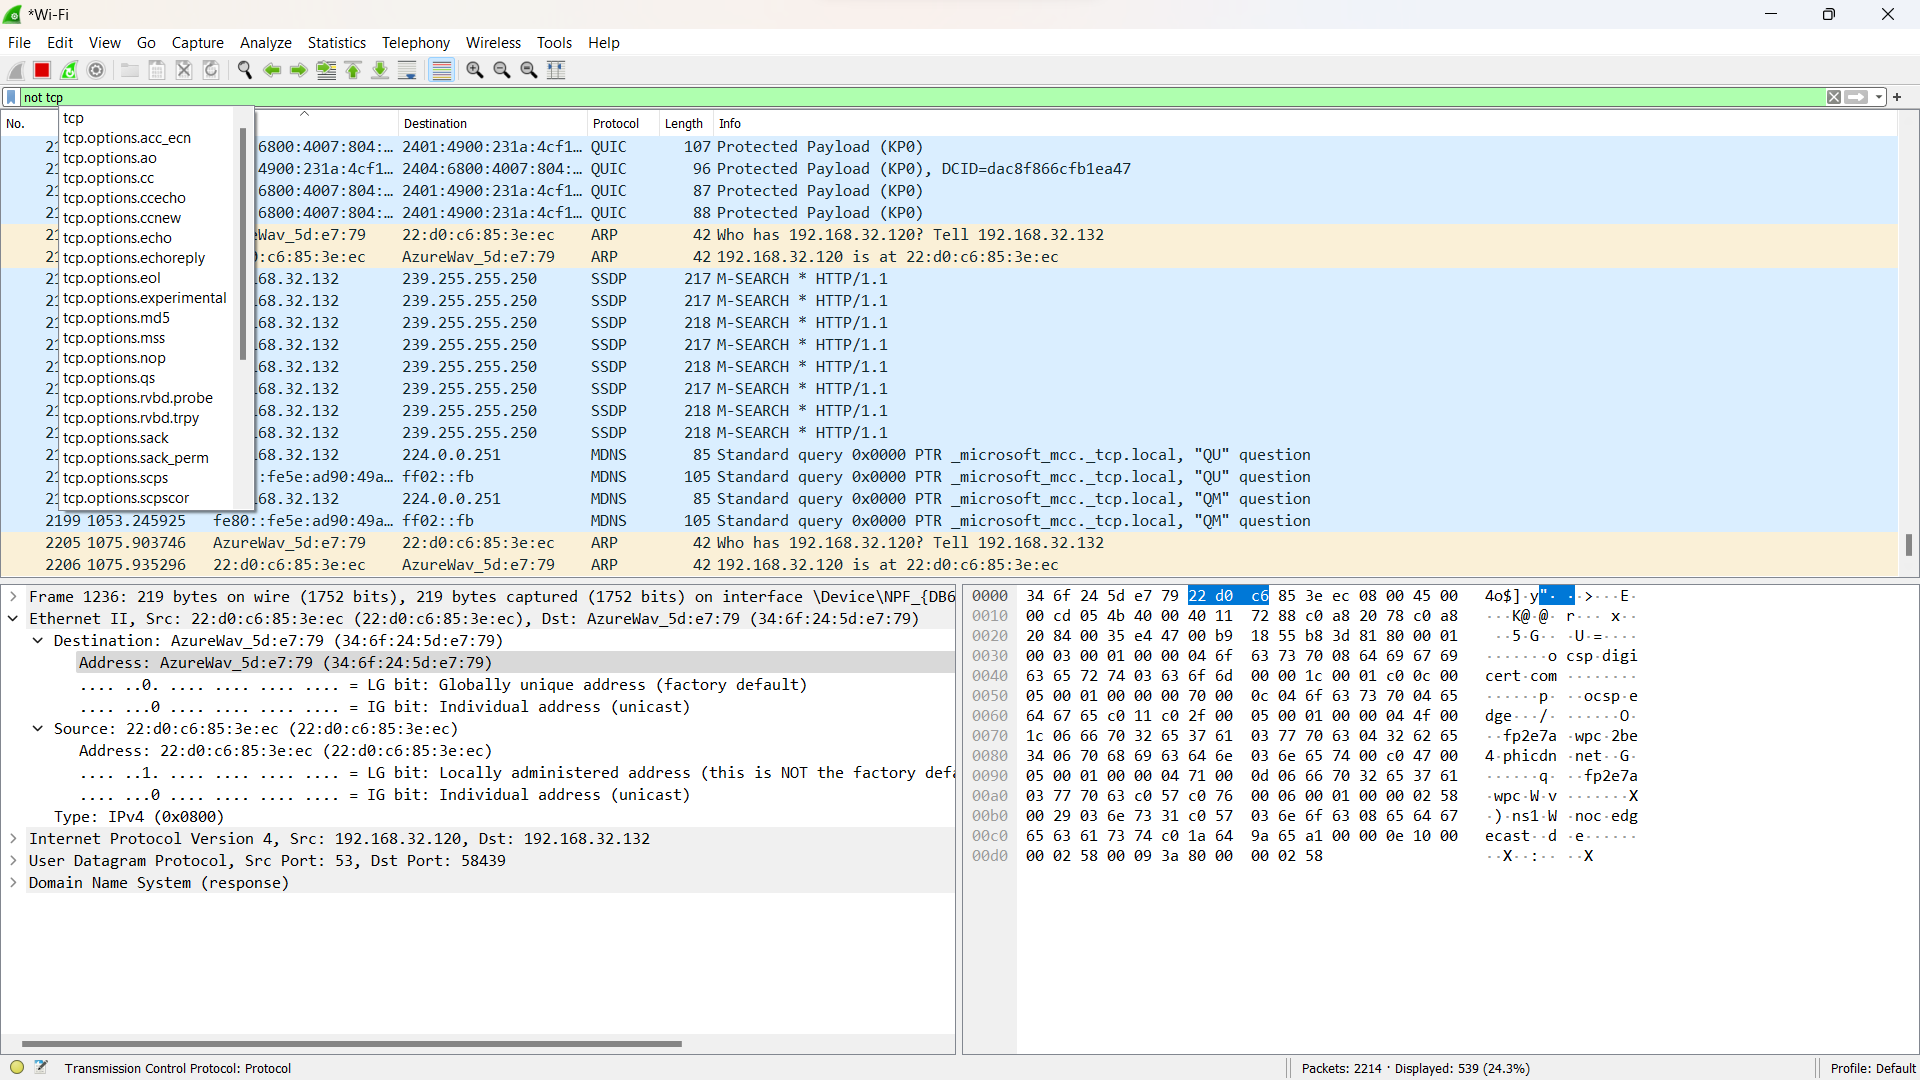 *Wi-Fi
File Edit View Go Capture Analyze Statistics Telephony Wireless Tools Help
not tcp
tcp
tcp.options.acc_ecn
tcp.options.ao
tcp.options.cc
tcp.options.ccecho
tcp.options.ccnew
tcp.options.echo
tcp.options.echoreply
tcp.options.eol
tcp.options.experimental
tcp.options.md5
tcp.options.mss
tcp.options.nop
tcp.options.qs
tcp.options.rvbd.probe
tcp.options.rvbd.trpy
tcp.options.sack
tcp.options.sack_perm
tcp.options.scps
tcp.options.scpscor
No. Destination Protocol Length Info
6800:4007:804:… 2401:4900:231a:4cf1… QUIC 107 Protected Payload (KP0)
4900:231a:4cf1… 2404:6800:4007:804:… QUIC 96 Protected Payload (KP0), DCID=dac8f866cfb1ea47
6800:4007:804:… 2401:4900:231a:4cf1… QUIC 87 Protected Payload (KP0)
6800:4007:804:… 2401:4900:231a:4cf1… QUIC 88 Protected Payload (KP0)
Wav_5d:e7:79 22:d0:c6:85:3e:ec ARP 42 Who has 192.168.32.120? Tell 192.168.32.132
:c6:85:3e:ec AzureWav_5d:e7:79 ARP 42 192.168.32.120 is at 22:d0:c6:85:3e:ec
68.32.132 239.255.255.250 SSDP 217 M-SEARCH * HTTP/1.1
68.32.132 239.255.255.250 SSDP 217 M-SEARCH * HTTP/1.1
68.32.132 239.255.255.250 SSDP 218 M-SEARCH * HTTP/1.1
68.32.132 239.255.255.250 SSDP 217 M-SEARCH * HTTP/1.1
68.32.132 239.255.255.250 SSDP 218 M-SEARCH * HTTP/1.1
68.32.132 239.255.255.250 SSDP 217 M-SEARCH * HTTP/1.1
68.32.132 239.255.255.250 SSDP 218 M-SEARCH * HTTP/1.1
68.32.132 239.255.255.250 SSDP 218 M-SEARCH * HTTP/1.1
68.32.132 224.0.0.251 MDNS 85 Standard query 0x0000 PTR _microsoft_mcc._tcp.local, "QU" question
:fe5e:ad90:49a… ff02::fb MDNS 105 Standard query 0x0000 PTR _microsoft_mcc._tcp.local, "QU" question
68.32.132 224.0.0.251 MDNS 85 Standard query 0x0000 PTR _microsoft_mcc._tcp.local, "QM" question
2199 1053.245925 fe80::fe5e:ad90:49a… ff02::fb MDNS 105 Standard query 0x0000 PTR _microsoft_mcc._tcp.local, "QM" question
2205 1075.903746 AzureWav_5d:e7:79 22:d0:c6:85:3e:ec ARP 42 Who has 192.168.32.120? Tell 192.168.32.132
2206 1075.935296 22:d0:c6:85:3e:ec AzureWav_5d:e7:79 ARP 42 192.168.32.120 is at 22:d0:c6:85:3e:ec
Frame 1236: 219 bytes on wire (1752 bits), 219 bytes captured (1752 bits) on interface \Device\NPF_{DB6
Ethernet II, Src: 22:d0:c6:85:3e:ec (22:d0:c6:85:3e:ec), Dst: AzureWav_5d:e7:79 (34:6f:24:5d:e7:79)
Destination: AzureWav_5d:e7:79 (34:6f:24:5d:e7:79)
Address: AzureWav_5d:e7:79 (34:6f:24:5d:e7:79)
.... ..0. .... .... .... .... = LG bit: Globally unique address (factory default)
.... ...0 .... .... .... .... = IG bit: Individual address (unicast)
Source: 22:d0:c6:85:3e:ec (22:d0:c6:85:3e:ec)
Address: 22:d0:c6:85:3e:ec (22:d0:c6:85:3e:ec)
.... ..1. .... .... .... .... = LG bit: Locally administered address (this is NOT the factory defa
.... ...0 .... .... .... .... = IG bit: Individual address (unicast)
Type: IPv4 (0x0800)
Internet Protocol Version 4, Src: 192.168.32.120, Dst: 192.168.32.132
User Datagram Protocol, Src Port: 53, Dst Port: 58439
Domain Name System (response)
0000 34 6f 24 5d e7 79 22 d0 c6 85 3e ec 08 00 45 00 4o$]·y"· ··>···E·
0010 00 cd 05 4b 40 00 40 11 72 88 c0 a8 20 78 c0 a8 ···K@·@· r··· x··
0020 20 84 00 35 e4 47 00 b9 18 55 b8 3d 81 80 00 01 ··5·G·· ·U·=····
0030 00 03 00 01 00 00 04 6f 63 73 70 08 64 69 67 69 ·······o csp·digi
0040 63 65 72 74 03 63 6f 6d 00 00 1c 00 01 c0 0c 00 cert·com ········
0050 05 00 01 00 00 00 70 00 0c 04 6f 63 73 70 04 65 ······p· ··ocsp·e
0060 64 67 65 c0 11 c0 2f 00 05 00 01 00 00 04 4f 00 dge···/· ······O·
0070 1c 06 66 70 32 65 37 61 03 77 70 63 04 32 62 65 ··fp2e7a ·wpc·2be
0080 34 06 70 68 69 63 64 6e 03 6e 65 74 00 c0 47 00 4·phicdn ·net··G·
0090 05 00 01 00 00 04 71 00 0d 06 66 70 32 65 37 61 ······q· ··fp2e7a
00a0 03 77 70 63 c0 57 c0 76 00 06 00 01 00 00 02 58 ·wpc·W·v ·······X
00b0 00 29 03 6e 73 31 c0 57 03 6e 6f 63 08 65 64 67 ·)·ns1·W ·noc·edg
00c0 65 63 61 73 74 c0 1a 64 9a 65 a1 00 00 0e 10 00 ecast··d ·e······
00d0 00 02 58 00 09 3a 80 00 00 02 58 ··X··:·· ··X
Transmission Control Protocol: Protocol
Packets: 2214 · Displayed: 539 (24.3%)
Profile: Default